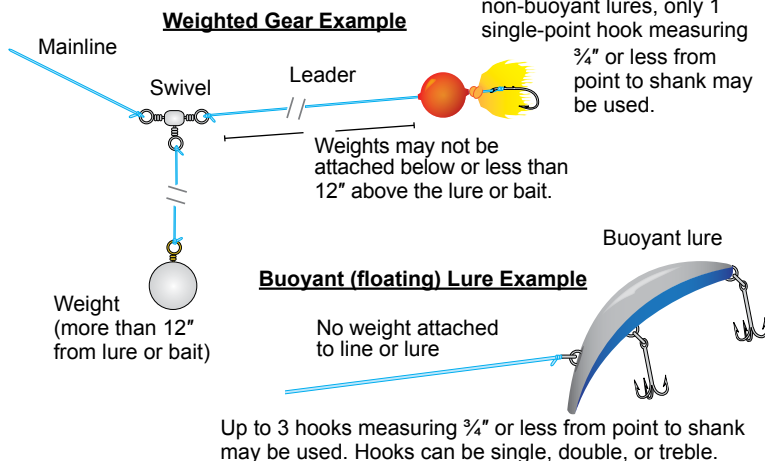 non-buoyant lures, only 1
single-point hook measuring
¾″ or less from
point to shank may
be used.
Weighted Gear Example
Mainline
Swivel
Leader
Weights may not be
attached below or less than
12″ above the lure or bait.
Weight
(more than 12″
from lure or bait)
Buoyant lure
Buoyant (floating) Lure Example
No weight attached
to line or lure
Up to 3 hooks measuring ¾″ or less from point to shank
may be used. Hooks can be single, double, or treble.